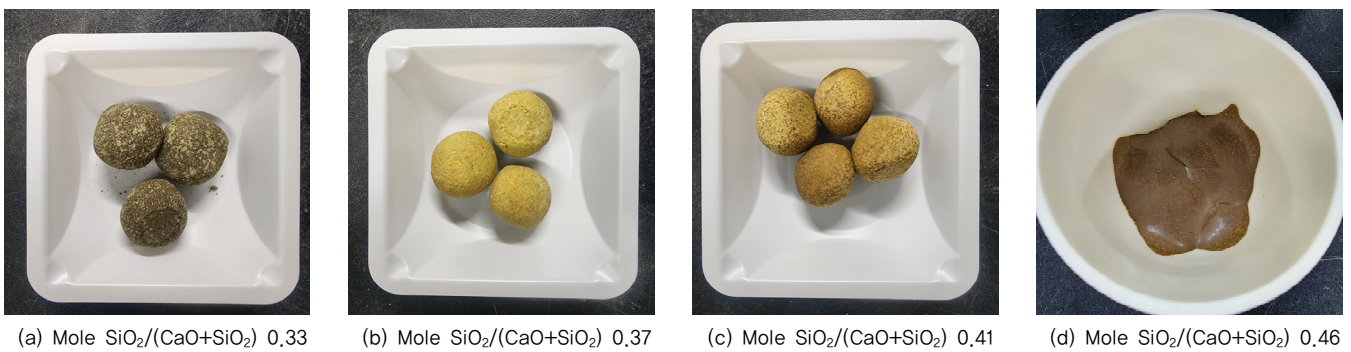 (a) Mole SiO₂/(CaO+SiO₂) 0.33
(b) Mole SiO₂/(CaO+SiO₂) 0.37
(c) Mole SiO₂/(CaO+SiO₂) 0.41
(d) Mole SiO₂/(CaO+SiO₂) 0.46